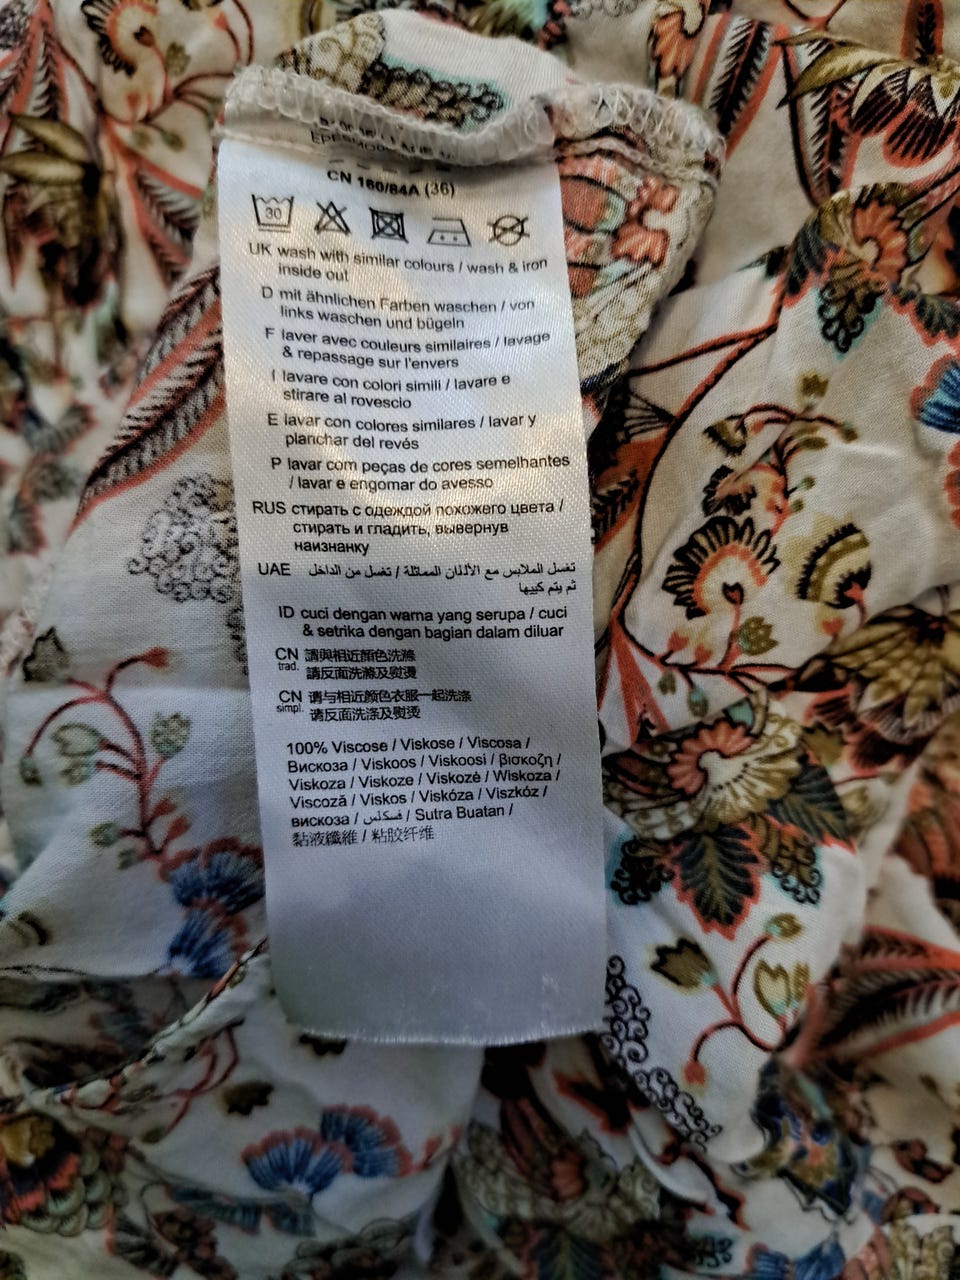 CN 160/84A (36)
30
UK wash with similar colours / wash & iron
inside out
D mit ähnlichen Farben waschen / von
links waschen und bügeln
F laver avec couleurs similaires / lavage
& repassage sur l'envers
I lavare con colori simili / lavare e
stirare al rovescio
E lavar con colores similares / lavar y
planchar del revés
P lavar com peças de cores semelhantes
/ lavar e engomar do avesso
RUS стирать с одеждой похожего цвета /
стирать и гладить, вывернув
наизнанку
UAE تغسل الملابس مع الألوان المماثلة / تغسل من الداخل
ثم يتم كييها
ID cuci dengan warna yang serupa / cuci
& setrika dengan bagian dalam diluar
CN trad. 請與相近顏色洗滌
請反面洗滌及熨燙
CN simpl. 请与相近颜色衣服一起洗涤
请反面洗涤及熨烫
100% Viscose / Viskose / Viscosa /
Вискоза / Viskoos / Viskoosi / βισκοζη /
Viskoza / Viskoze / Viskozė / Wiskoza /
Viscoză / Viskos / Viskóza / Viszkóz /
вискоза / فسكلس / Sutra Buatan /
黏液纖維 / 粘胶纤维